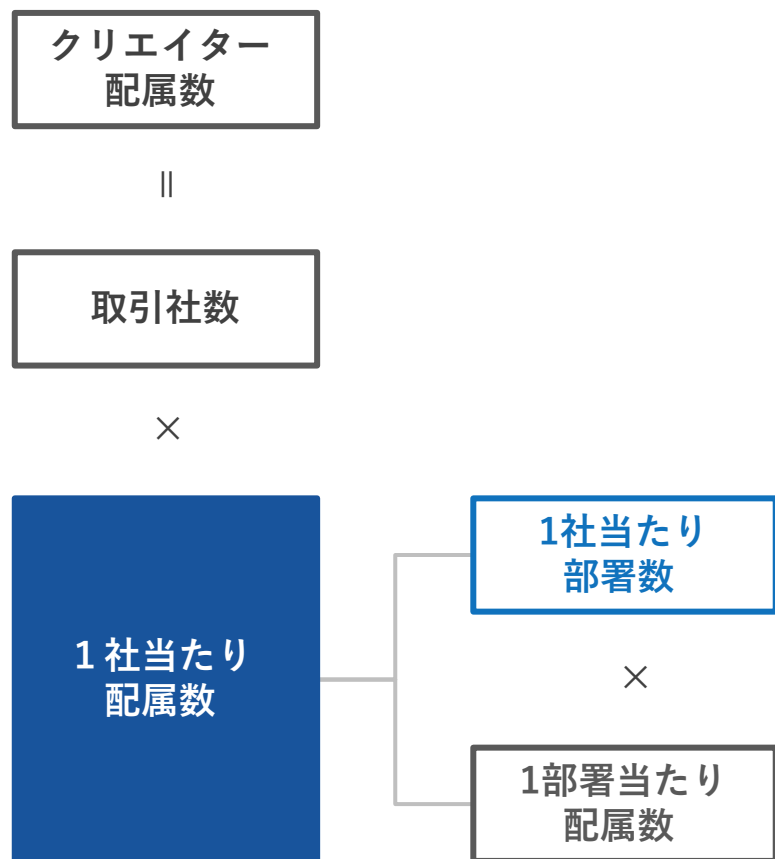 クリエイター
配属数
||
取引社数
×
１社当たり
配属数
1社当たり
部署数
×
1部署当たり
配属数